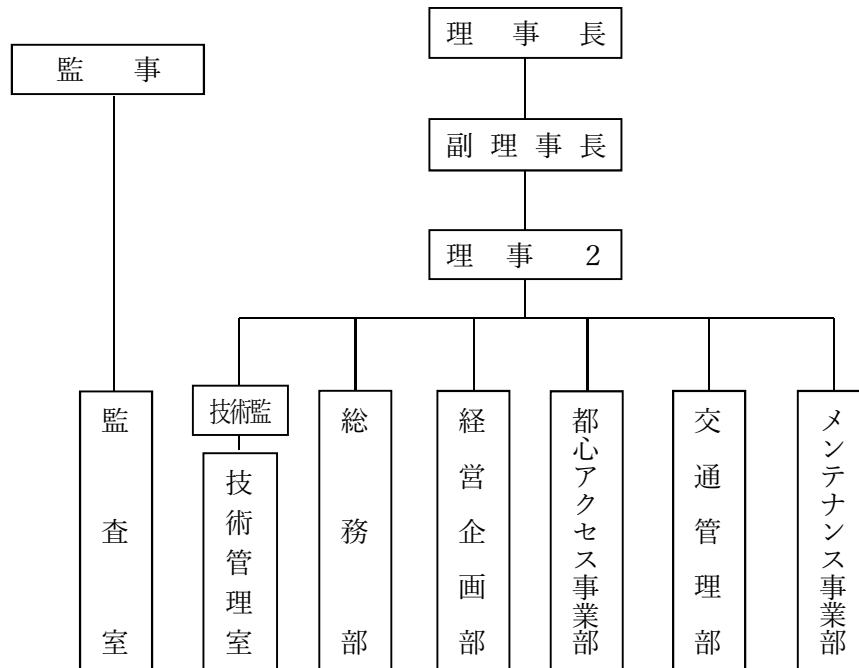 理事長
監事
副理事長
理事 2
技術監
監査室
技術管理室
総務部
経営企画部
都心アクセス事業部
交通管理部
メンテナンス事業部